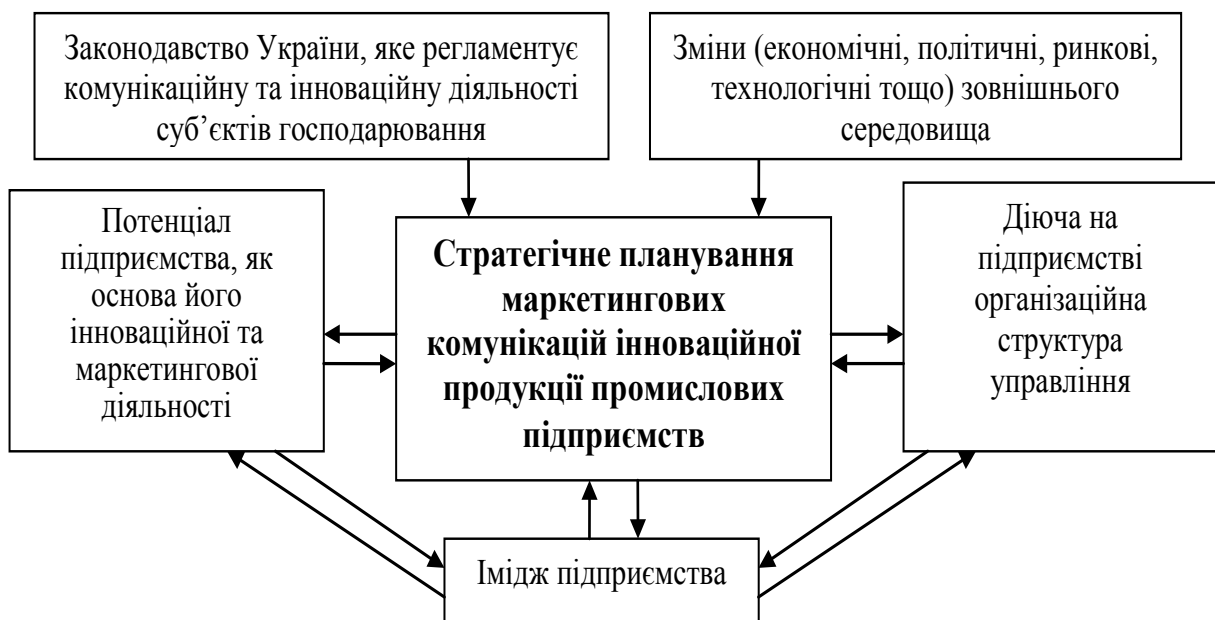 Законодавство України, яке регламентує
комунікаційну та інноваційну діяльності
суб’єктів господарювання
Зміни (економічні, політичні, ринкові,
технологічні тощо) зовнішнього
середовища
Потенціал
підприємства, як
основа його
інноваційної та
маркетингової
діяльності
Стратегічне планування
маркетингових
комунікацій інноваційної
продукції промислових
підприємств
Діюча на
підприємстві
організаційна
структура
управління
Імідж підприємства